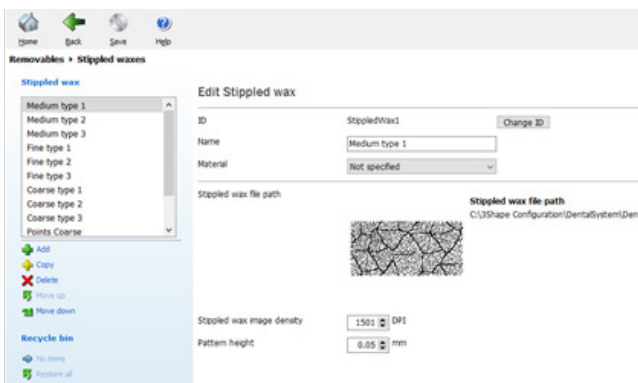 Home Back Save Help
Removables › Stippled waxes
Stippled wax
Medium type 1
Medium type 2
Medium type 3
Fine type 1
Fine type 2
Fine type 3
Coarse type 1
Coarse type 2
Coarse type 3
Points Coarse
Add
Copy
Delete
Move up
Move down
Recycle bin
No items
Restore all
Edit Stippled wax
ID StippledWax1 Change ID
Name Medium type 1
Material Not specified
Stippled wax file path
Stippled wax file path
C:\3Shape Configuration\DentalSystem\Den
Stippled wax image density 1501 DPI
Pattern height 0.05 mm